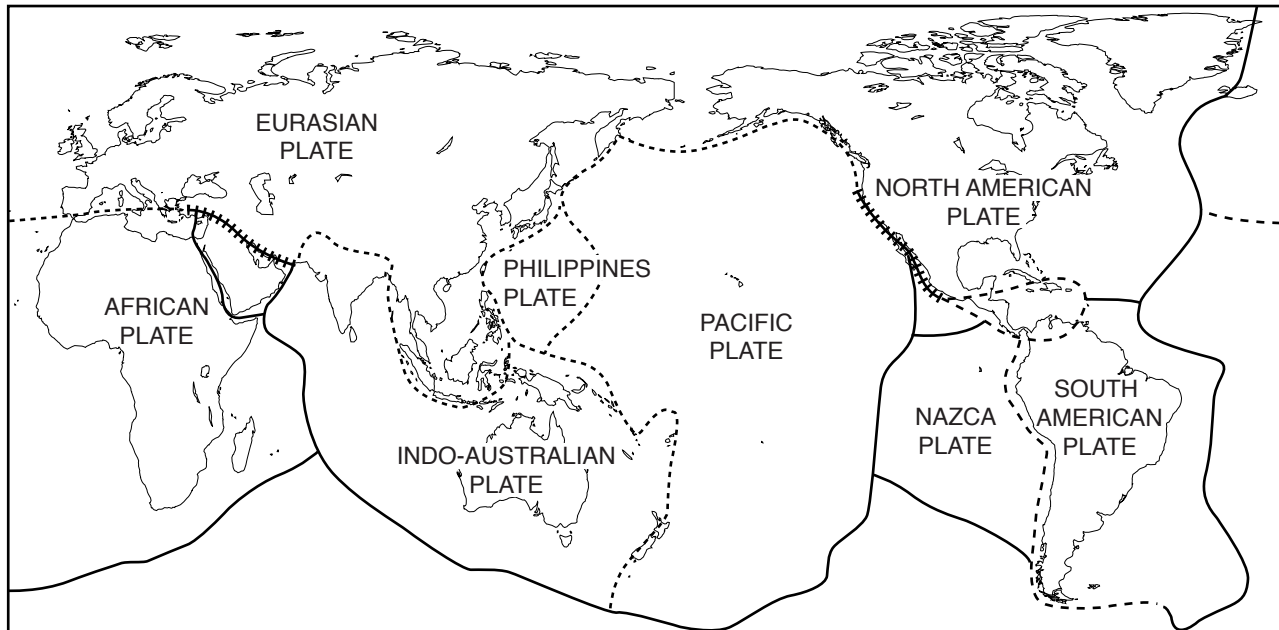 EURASIAN
PLATE
NORTH AMERICAN
PLATE
PHILIPPINES
PLATE
AFRICAN
PLATE
PACIFIC
PLATE
SOUTH
AMERICAN
PLATE
NAZCA
PLATE
INDO-AUSTRALIAN
PLATE